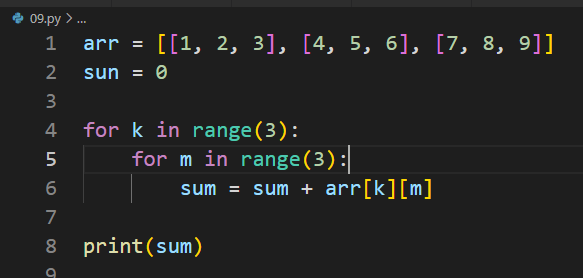 09.py > ...
1 arr = [[1, 2, 3], [4, 5, 6], [7, 8, 9]]
2 sun = 0
3
4 for k in range(3):
5     for m in range(3):
6         sum = sum + arr[k][m]
7
8 print(sum)
9